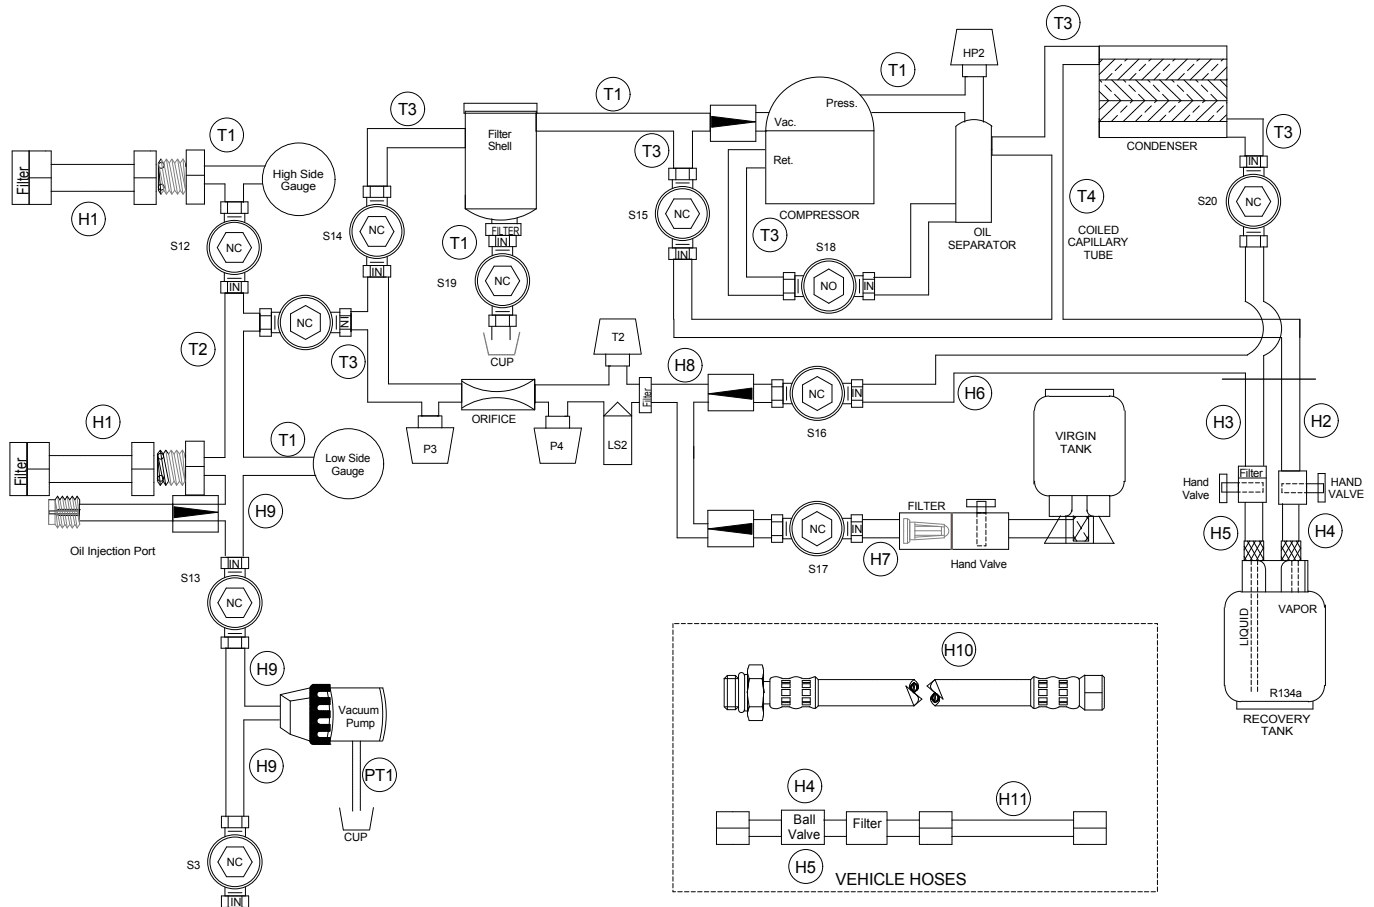 T3
HP2
T1
Press.
Vac.
Ret.
COMPRESSOR
T3
T1
Filter
Shell
T1
T3
CONDENSER
T3
IN
NC
S20
Filter
H1
High Side
Gauge
S12
NC
IN
S14
NC
IN
FILTER
IN
T1
S19
NC
CUP
S15
NC
IN
T3
S18
NO
IN
OIL
SEPARATOR
T4
COILED
CAPILLARY
TUBE
NC
IN
T2
T3
T2
H8
Filter
ORIFICE
P3
P4
LS2
NC
IN
S16
H6
VIRGIN
TANK
H3
H2
H1
Filter
T1
Low Side
Gauge
H9
Oil Injection Port
Hand
Valve
Filter
HAND
VALVE
FILTER
NC
IN
S17
H7
Hand Valve
H5
H4
S13
IN
NC
LIQUID
VAPOR
R134a
RECOVERY
TANK
H9
Vacuum
Pump
H9
PT1
CUP
S3
NC
IN
H10
H4
Ball
Valve
Filter
H11
H5
VEHICLE HOSES